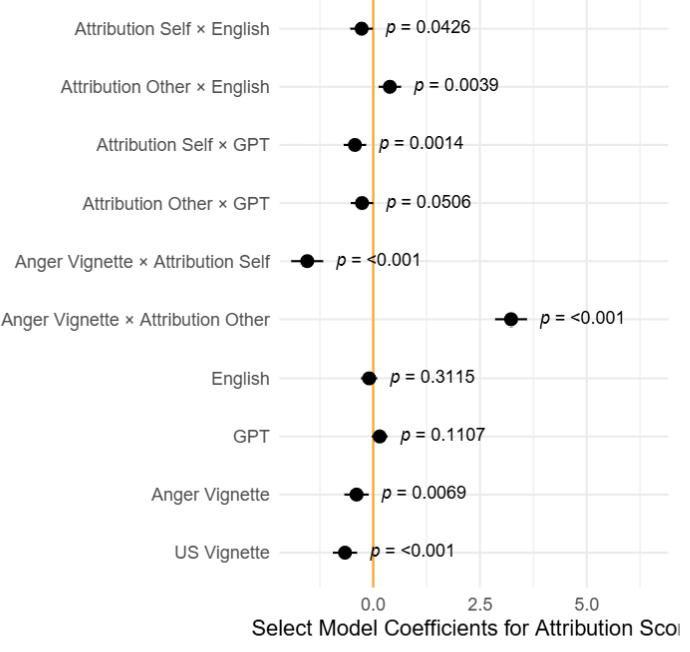 Attribution Self × English p = 0.0426
Attribution Other × English p = 0.0039
Attribution Self × GPT p = 0.0014
Attribution Other × GPT p = 0.0506
Anger Vignette × Attribution Self p = <0.001
Anger Vignette × Attribution Other p = <0.001
English p = 0.3115
GPT p = 0.1107
Anger Vignette p = 0.0069
US Vignette p = <0.001
0.0 2.5 5.0
Select Model Coefficients for Attribution Scor